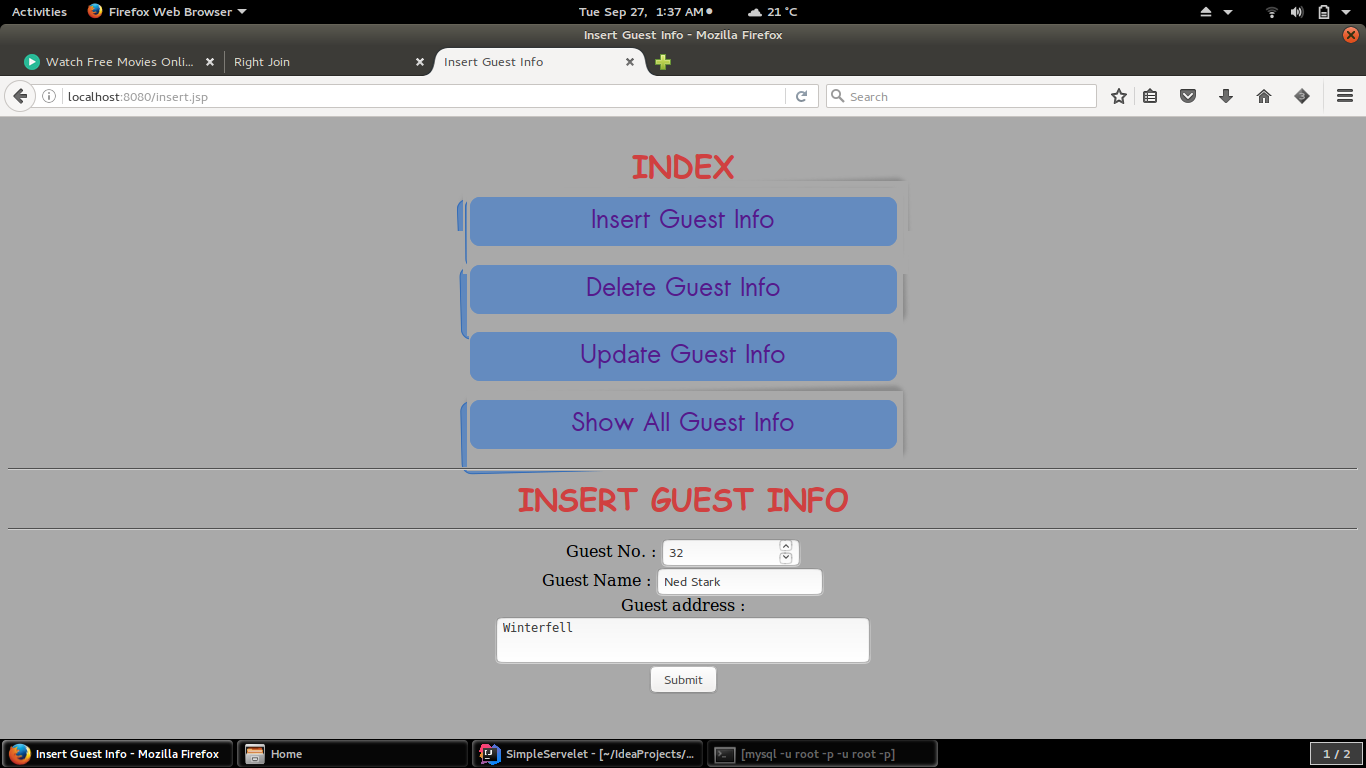 Activities Firefox Web Browser Tue Sep 27, 1:37 AM 21 °C
Insert Guest Info - Mozilla Firefox
Watch Free Movies Onli... Right Join Insert Guest Info
localhost:8080/insert.jsp Search
INDEX
Insert Guest Info
Delete Guest Info
Update Guest Info
Show All Guest Info
INSERT GUEST INFO
Guest No. : 32
Guest Name : Ned Stark
Guest address :
Winterfell
Submit
Insert Guest Info - Mozilla Firefox Home SimpleServelet - [~/IdeaProjects/... [mysql -u root -p -u root -p] 1 / 2